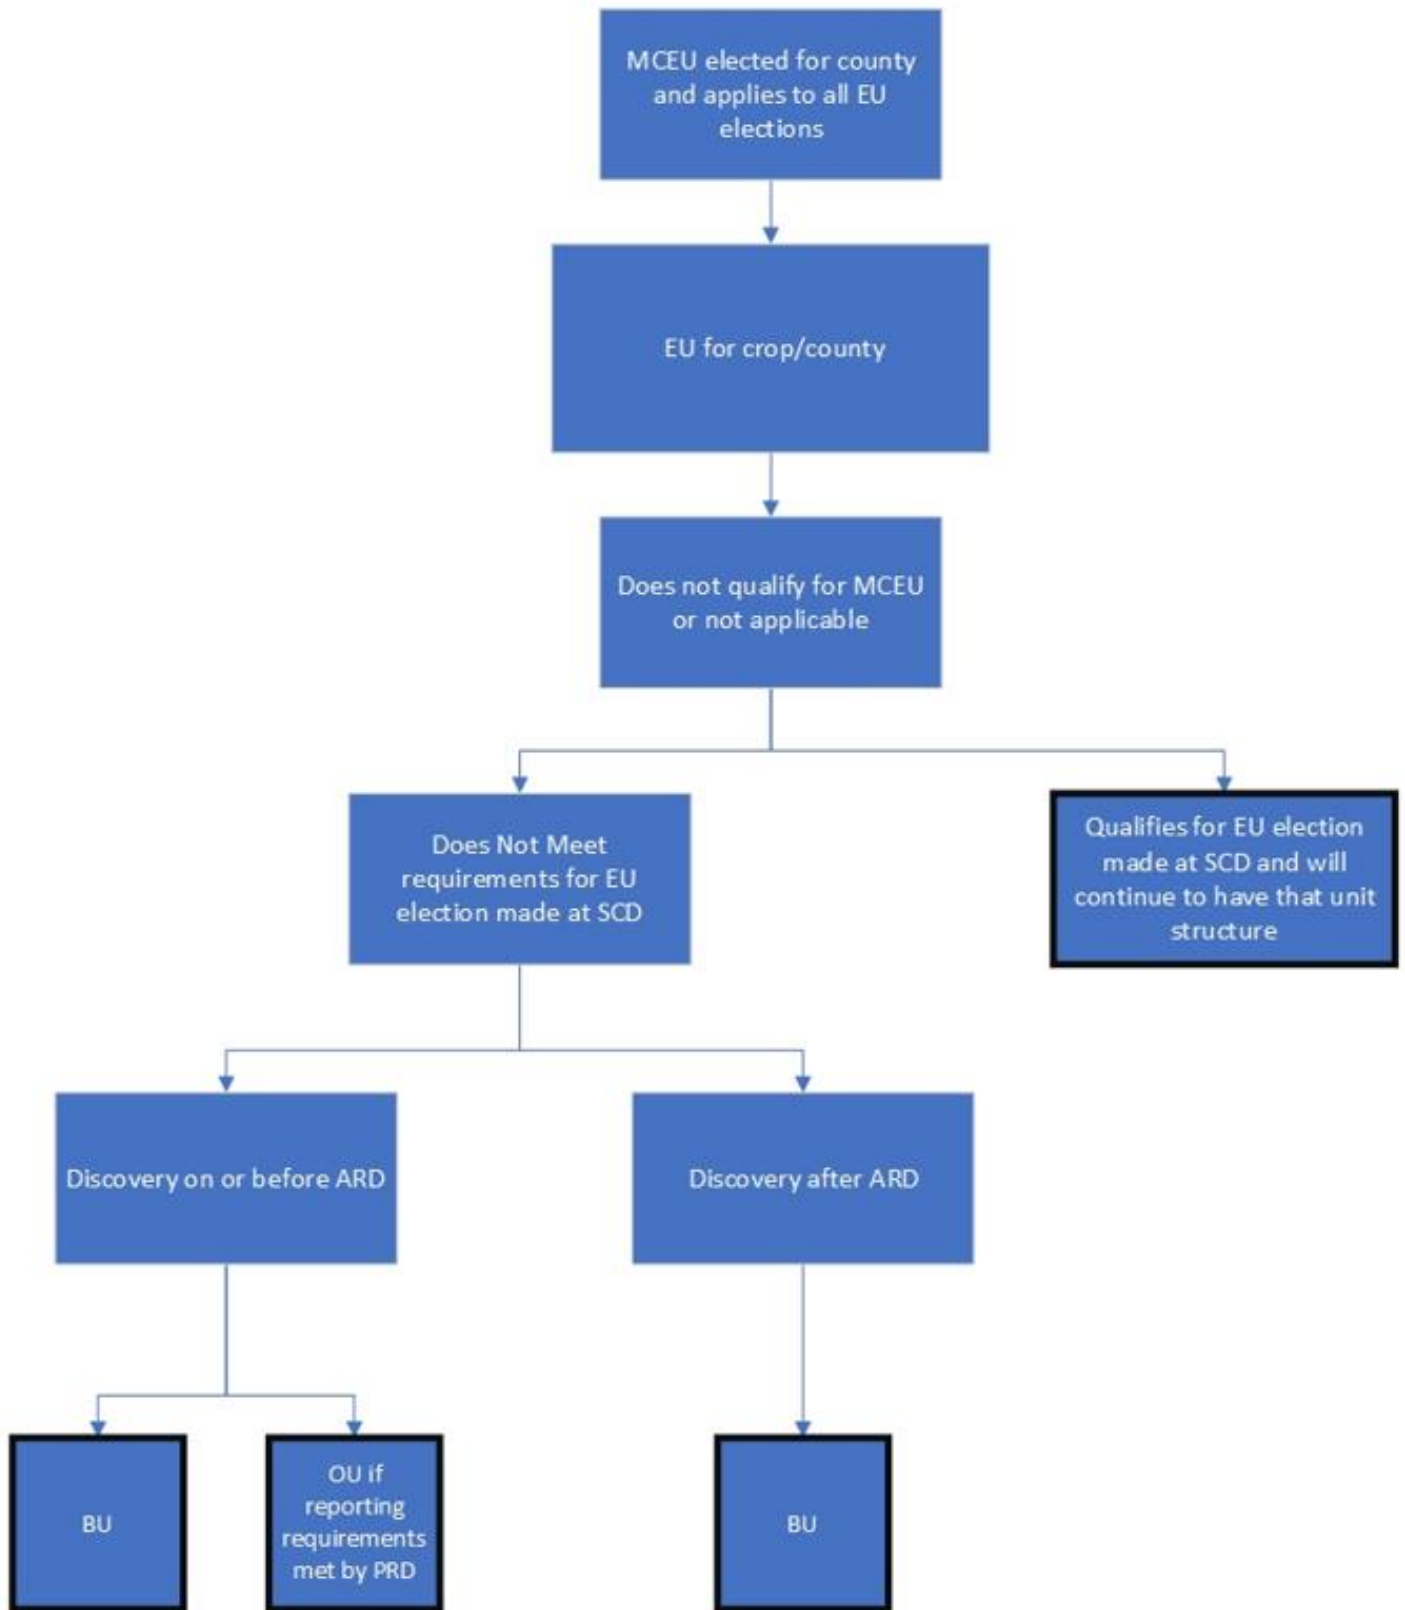 MCEU elected for county
and applies to all EU
elections
EU for crop/county
Does not qualify for MCEU
or not applicable
Does Not Meet
requirements for EU
election made at SCD
Qualifies for EU election
made at SCD and will
continue to have that unit
structure
Discovery on or before ARD
Discovery after ARD
BU
OU if
reporting
requirements
met by PRD
BU